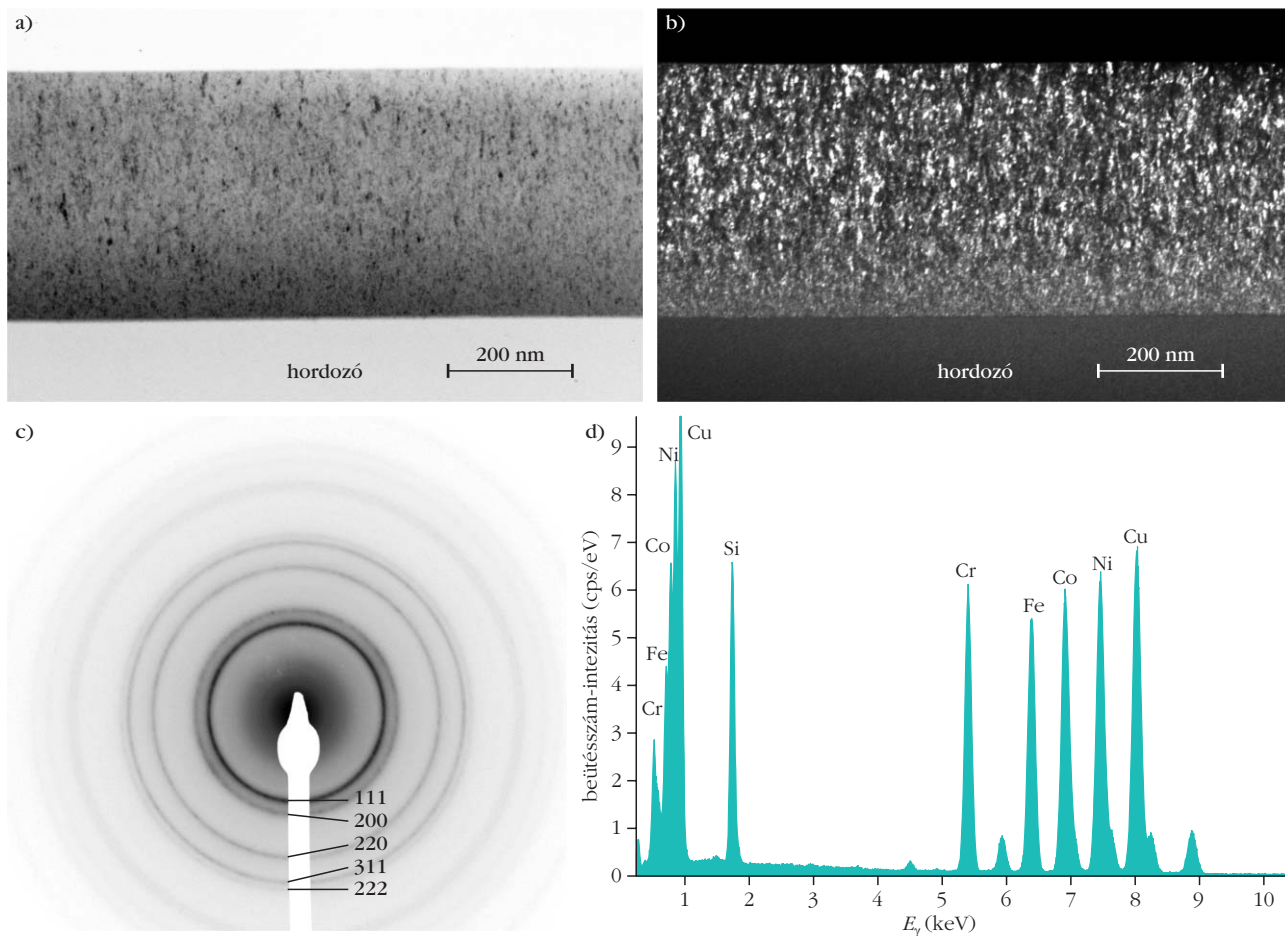 a)
200 nm
hordozó
b)
200 nm
hordozó
c)
111
200
220
311
222
d)
beütésszám-intezitás (cps/eV)
9
8
7
6
5
4
3
2
1
0
Cu
Ni
Co
Fe
Cr
Si
Cr
Fe
Co
Ni
Cu
1 2 3 4 5 6 7 8 9 10
Eγ (keV)